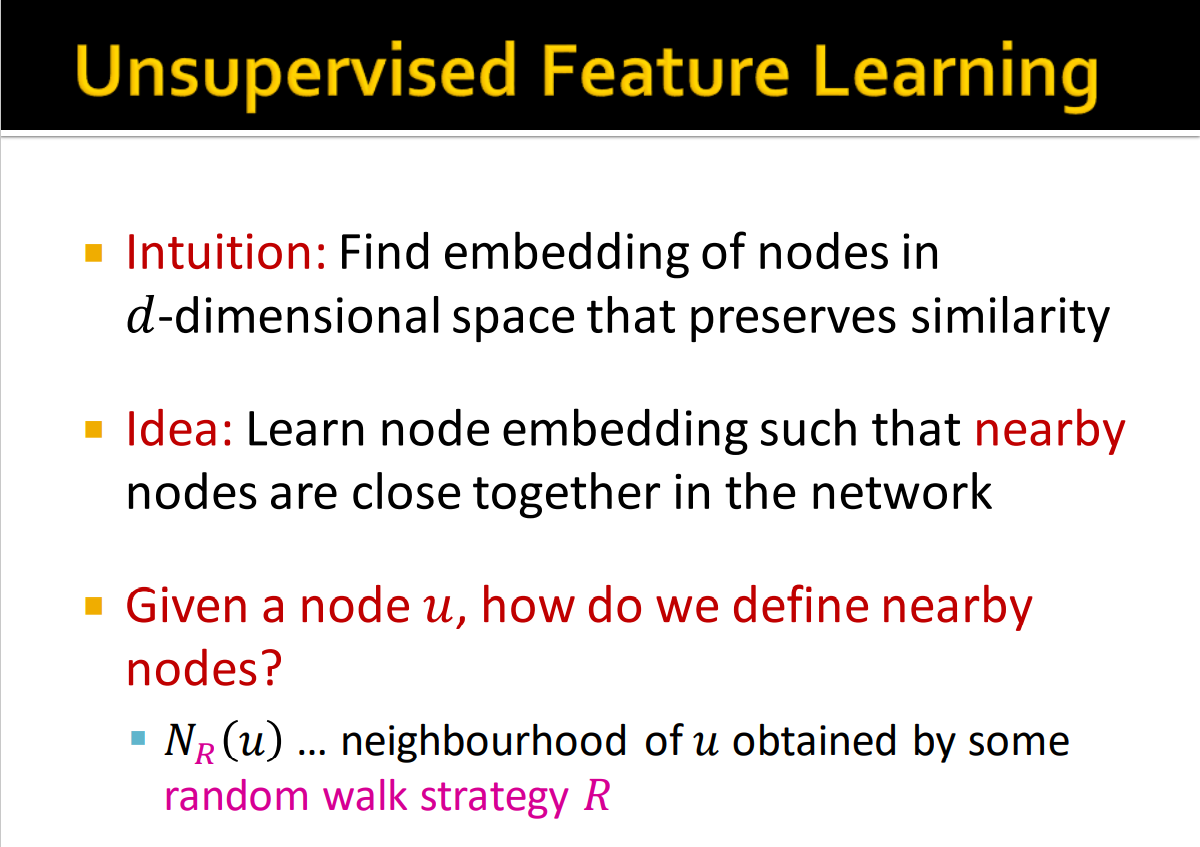 Unsupervised Feature Learning
Intuition: Find embedding of nodes in
d-dimensional space that preserves similarity
Idea: Learn node embedding such that nearby
nodes are close together in the network
Given a node u, how do we define nearby
nodes?
N_R(u) … neighbourhood of u obtained by some
random walk strategy R